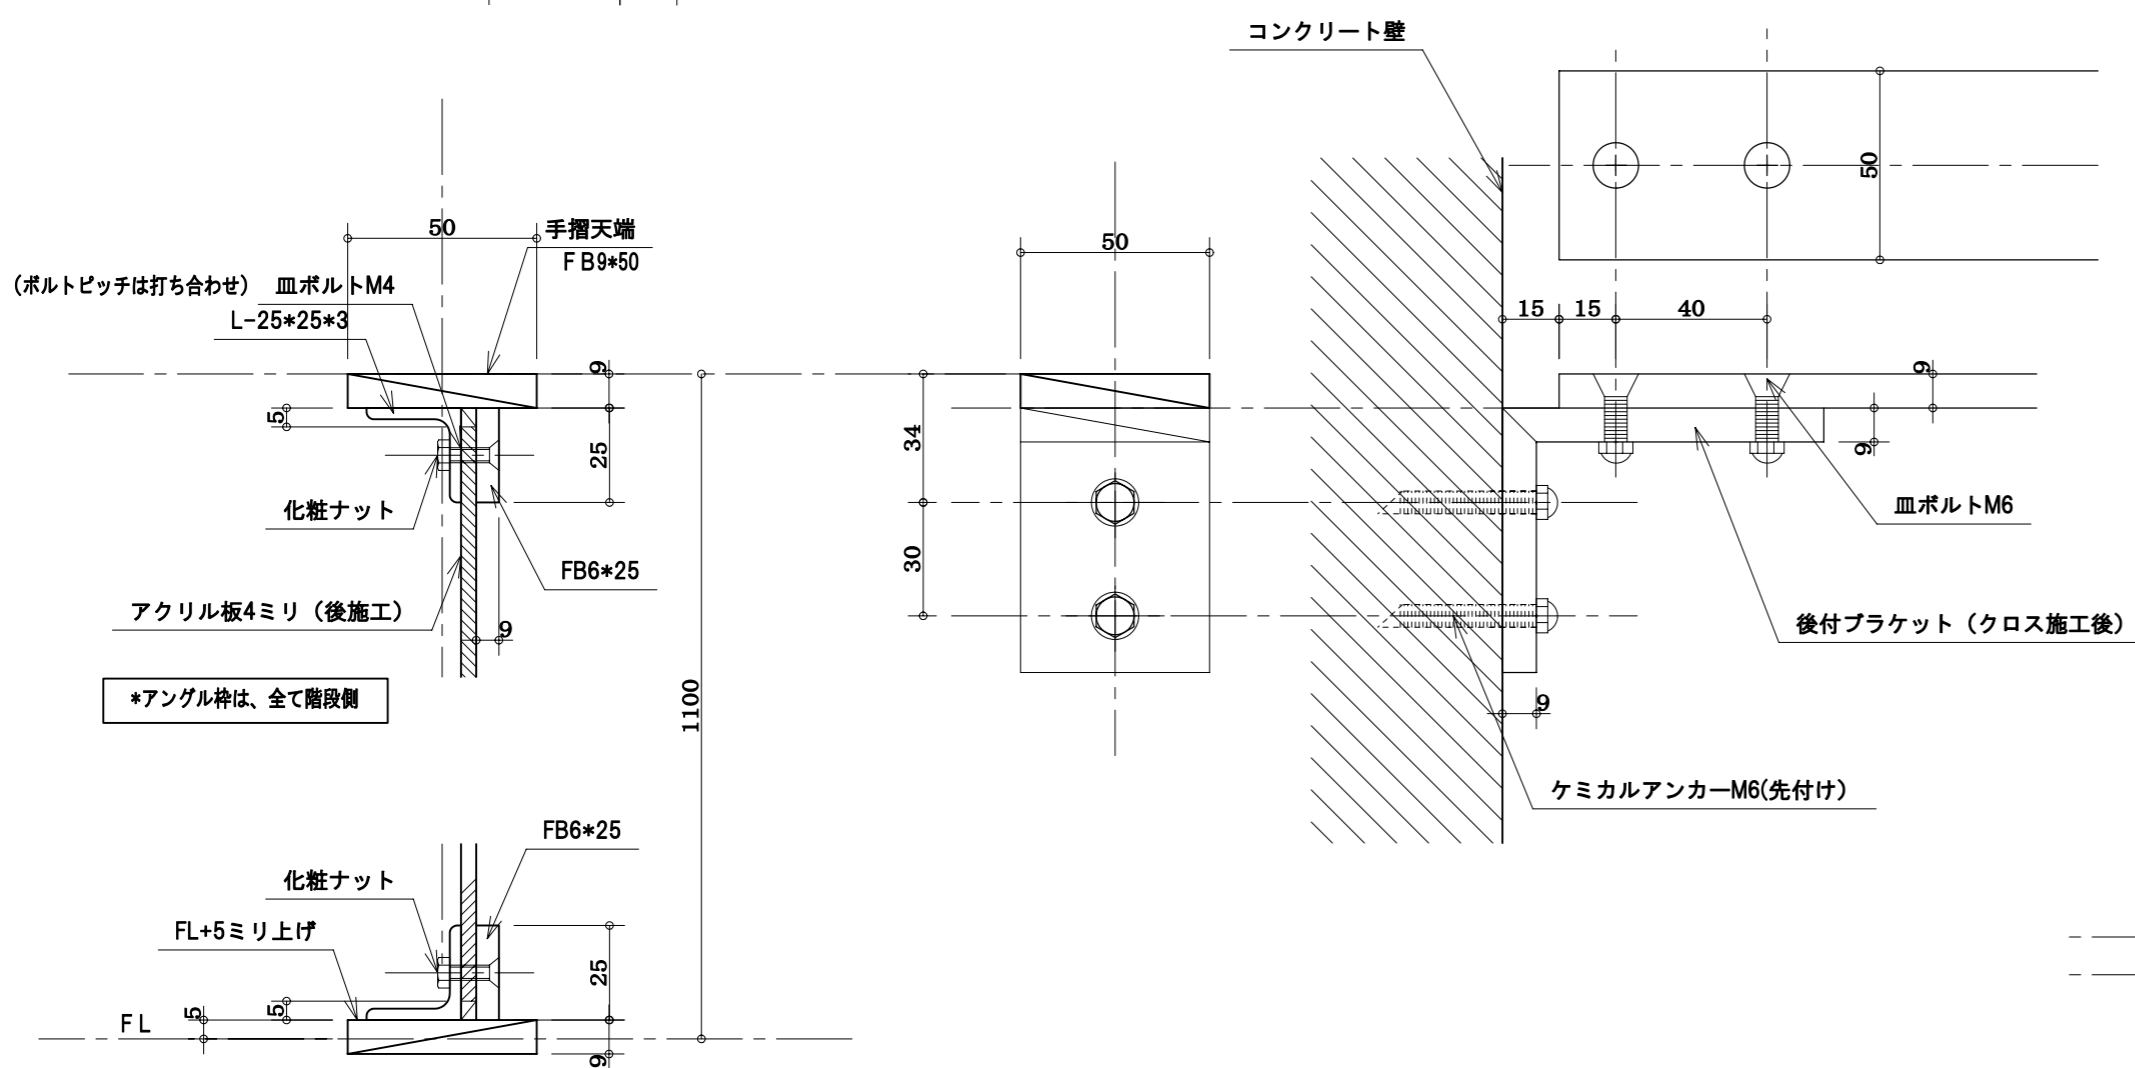 コンクリート壁
50
50
手摺天端
ＦB9*50
50
(ボルトピッチは打ち合わせ)
皿ボルトM4
L-25*25*3
15
15
40
9
9
5
25
34
9
9
化粧ナット
皿ボルトM6
30
FB6*25
アクリル板4ミリ（後施工）
9
後付ブラケット（クロス施工後）
*アングル枠は、全て階段側
1100
9
ケミカルアンカーM6(先付け)
FB6*25
化粧ナット
FL+5ミリ上げ
25
5
5
ＦL
9